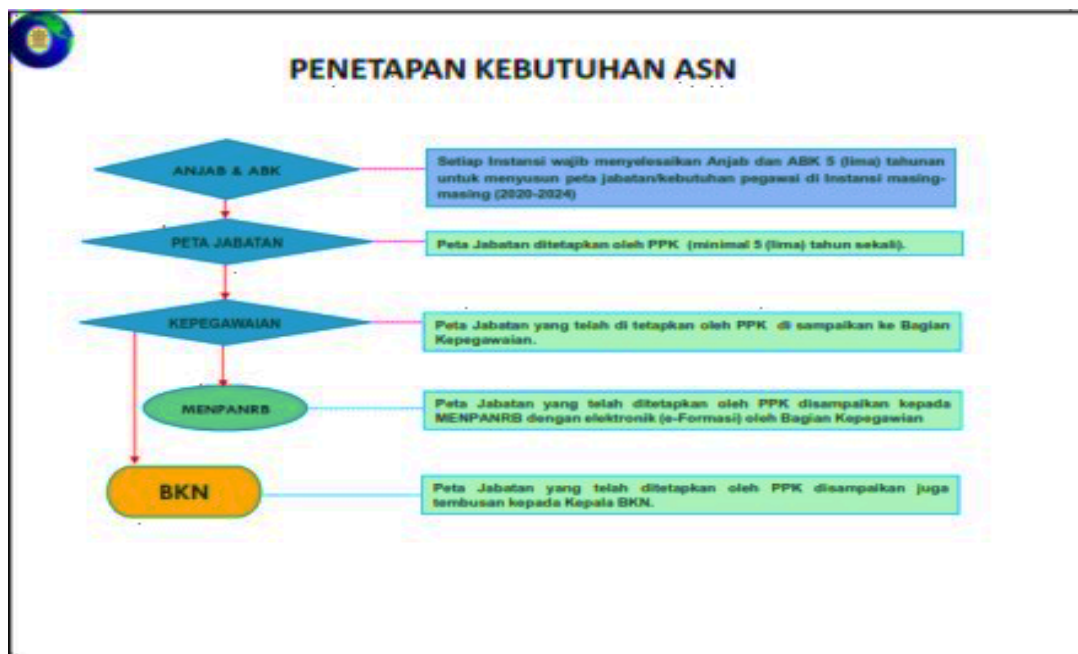 PENETAPAN KEBUTUHAN ASN
ANJAB & ABK
Setiap Instansi wajib menyelesaikan Anjab dan ABK 5 (lima) tahunan
untuk menyusun peta jabatan/kebutuhan pegawai di Instansi masing-
masing (2020-2024)
PETA JABATAN
Peta Jabatan ditetapkan oleh PPK (minimal 5 (lima) tahun sekali).
KEPEGAWAIAN
Peta Jabatan yang telah di tetapkan oleh PPK di sampaikan ke Bagian
Kepegawaian.
MENPANRB
Peta Jabatan yang telah ditetapkan oleh PPK disampaikan kepada
MENPANRB dengan elektronik (e-Formasi) oleh Bagian Kepegawian
BKN
Peta Jabatan yang telah ditetapkan oleh PPK disampaikan juga
tembusan kepada Kepala BKN.